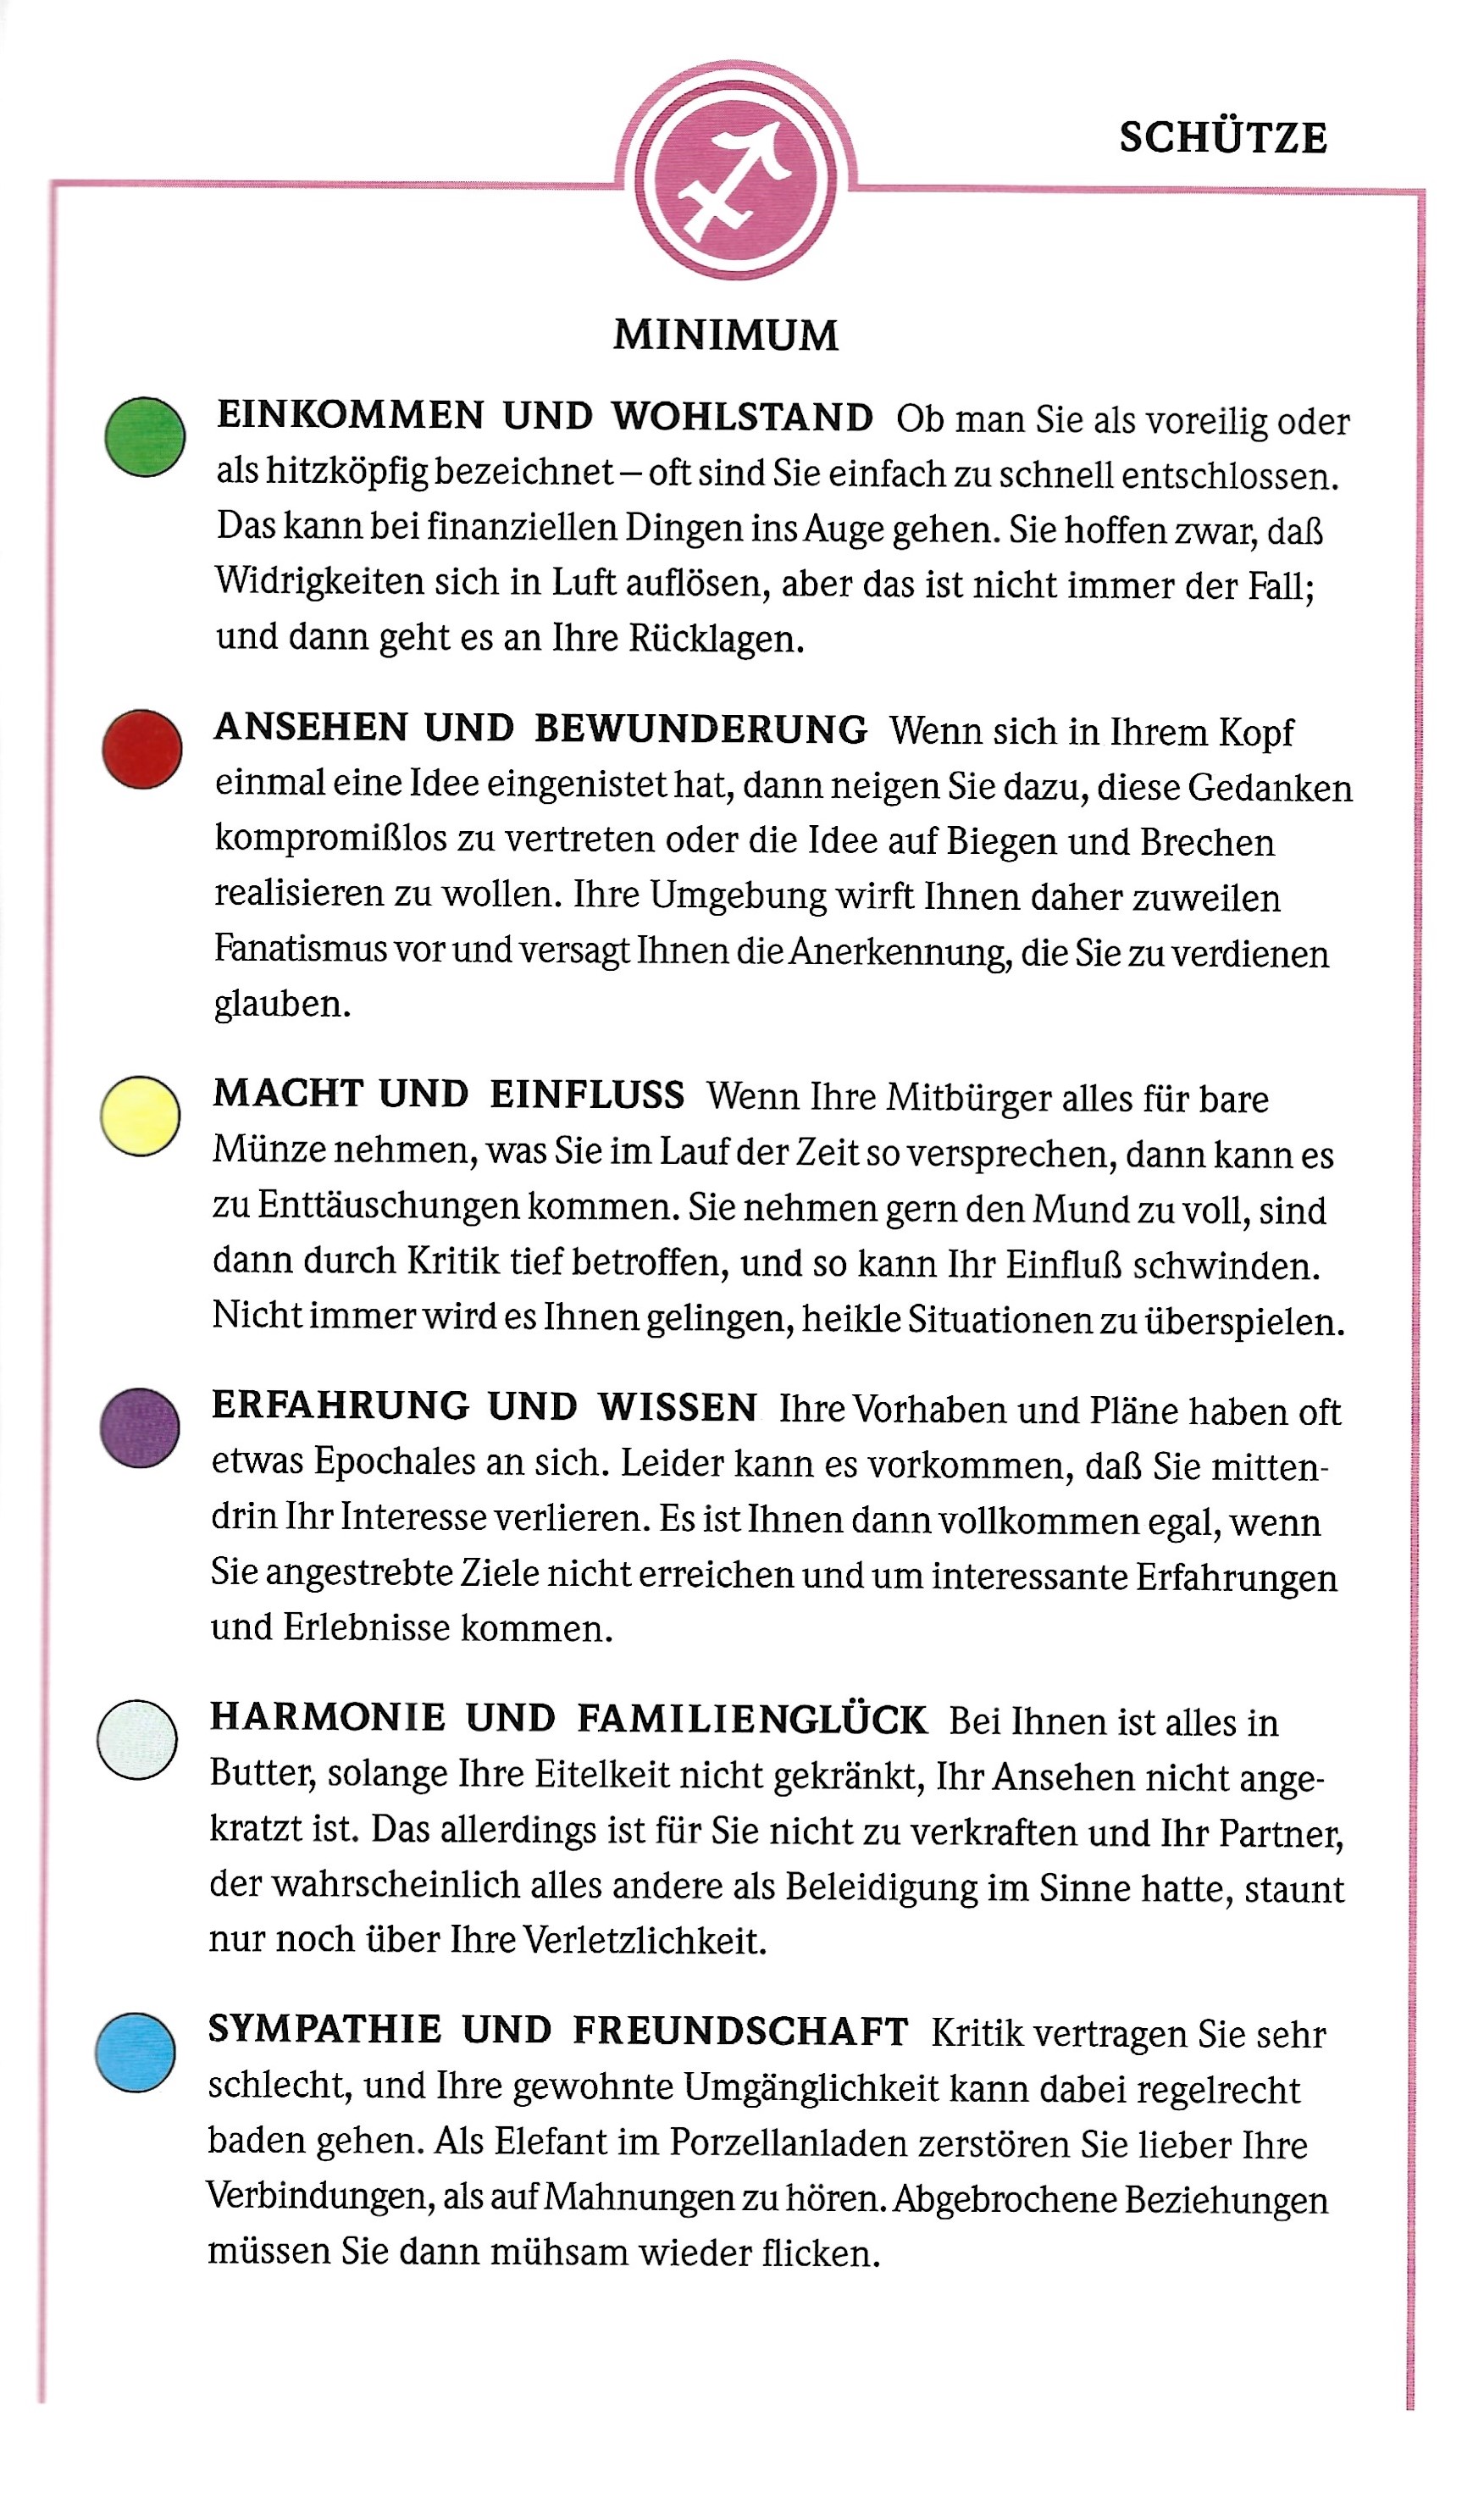 SCHÜTZE
MINIMUM
EINKOMMEN UND WOHLSTAND Ob man Sie als voreilig oder
als hitzköpfig bezeichnet – oft sind Sie einfach zu schnell entschlossen.
Das kann bei finanziellen Dingen ins Auge gehen. Sie hoffen zwar, daß
Widrigkeiten sich in Luft auflösen, aber das ist nicht immer der Fall;
und dann geht es an Ihre Rücklagen.
ANSEHEN UND BEWUNDERUNG Wenn sich in Ihrem Kopf
einmal eine Idee eingenistet hat, dann neigen Sie dazu, diese Gedanken
kompromißlos zu vertreten oder die Idee auf Biegen und Brechen
realisieren zu wollen. Ihre Umgebung wirft Ihnen daher zuweilen
Fanatismus vor und versagt Ihnen die Anerkennung, die Sie zu verdienen
glauben.
MACHT UND EINFLUSS Wenn Ihre Mitbürger alles für bare
Münze nehmen, was Sie im Lauf der Zeit so versprechen, dann kann es
zu Enttäuschungen kommen. Sie nehmen gern den Mund zu voll, sind
dann durch Kritik tief betroffen, und so kann Ihr Einfluß schwinden.
Nicht immer wird es Ihnen gelingen, heikle Situationen zu überspielen.
ERFAHRUNG UND WISSEN Ihre Vorhaben und Pläne haben oft
etwas Epochales an sich. Leider kann es vorkommen, daß Sie mitten-
drin Ihr Interesse verlieren. Es ist Ihnen dann vollkommen egal, wenn
Sie angestrebte Ziele nicht erreichen und um interessante Erfahrungen
und Erlebnisse kommen.
HARMONIE UND FAMILIENGLÜCK Bei Ihnen ist alles in
Butter, solange Ihre Eitelkeit nicht gekränkt, Ihr Ansehen nicht ange-
kratzt ist. Das allerdings ist für Sie nicht zu verkraften und Ihr Partner,
der wahrscheinlich alles andere als Beleidigung im Sinne hatte, staunt
nur noch über Ihre Verletzlichkeit.
SYMPATHIE UND FREUNDSCHAFT Kritik vertragen Sie sehr
schlecht, und Ihre gewohnte Umgänglichkeit kann dabei regelrecht
baden gehen. Als Elefant im Porzellanladen zerstören Sie lieber Ihre
Verbindungen, als auf Mahnungen zu hören. Abgebrochene Beziehungen
müssen Sie dann mühsam wieder flicken.